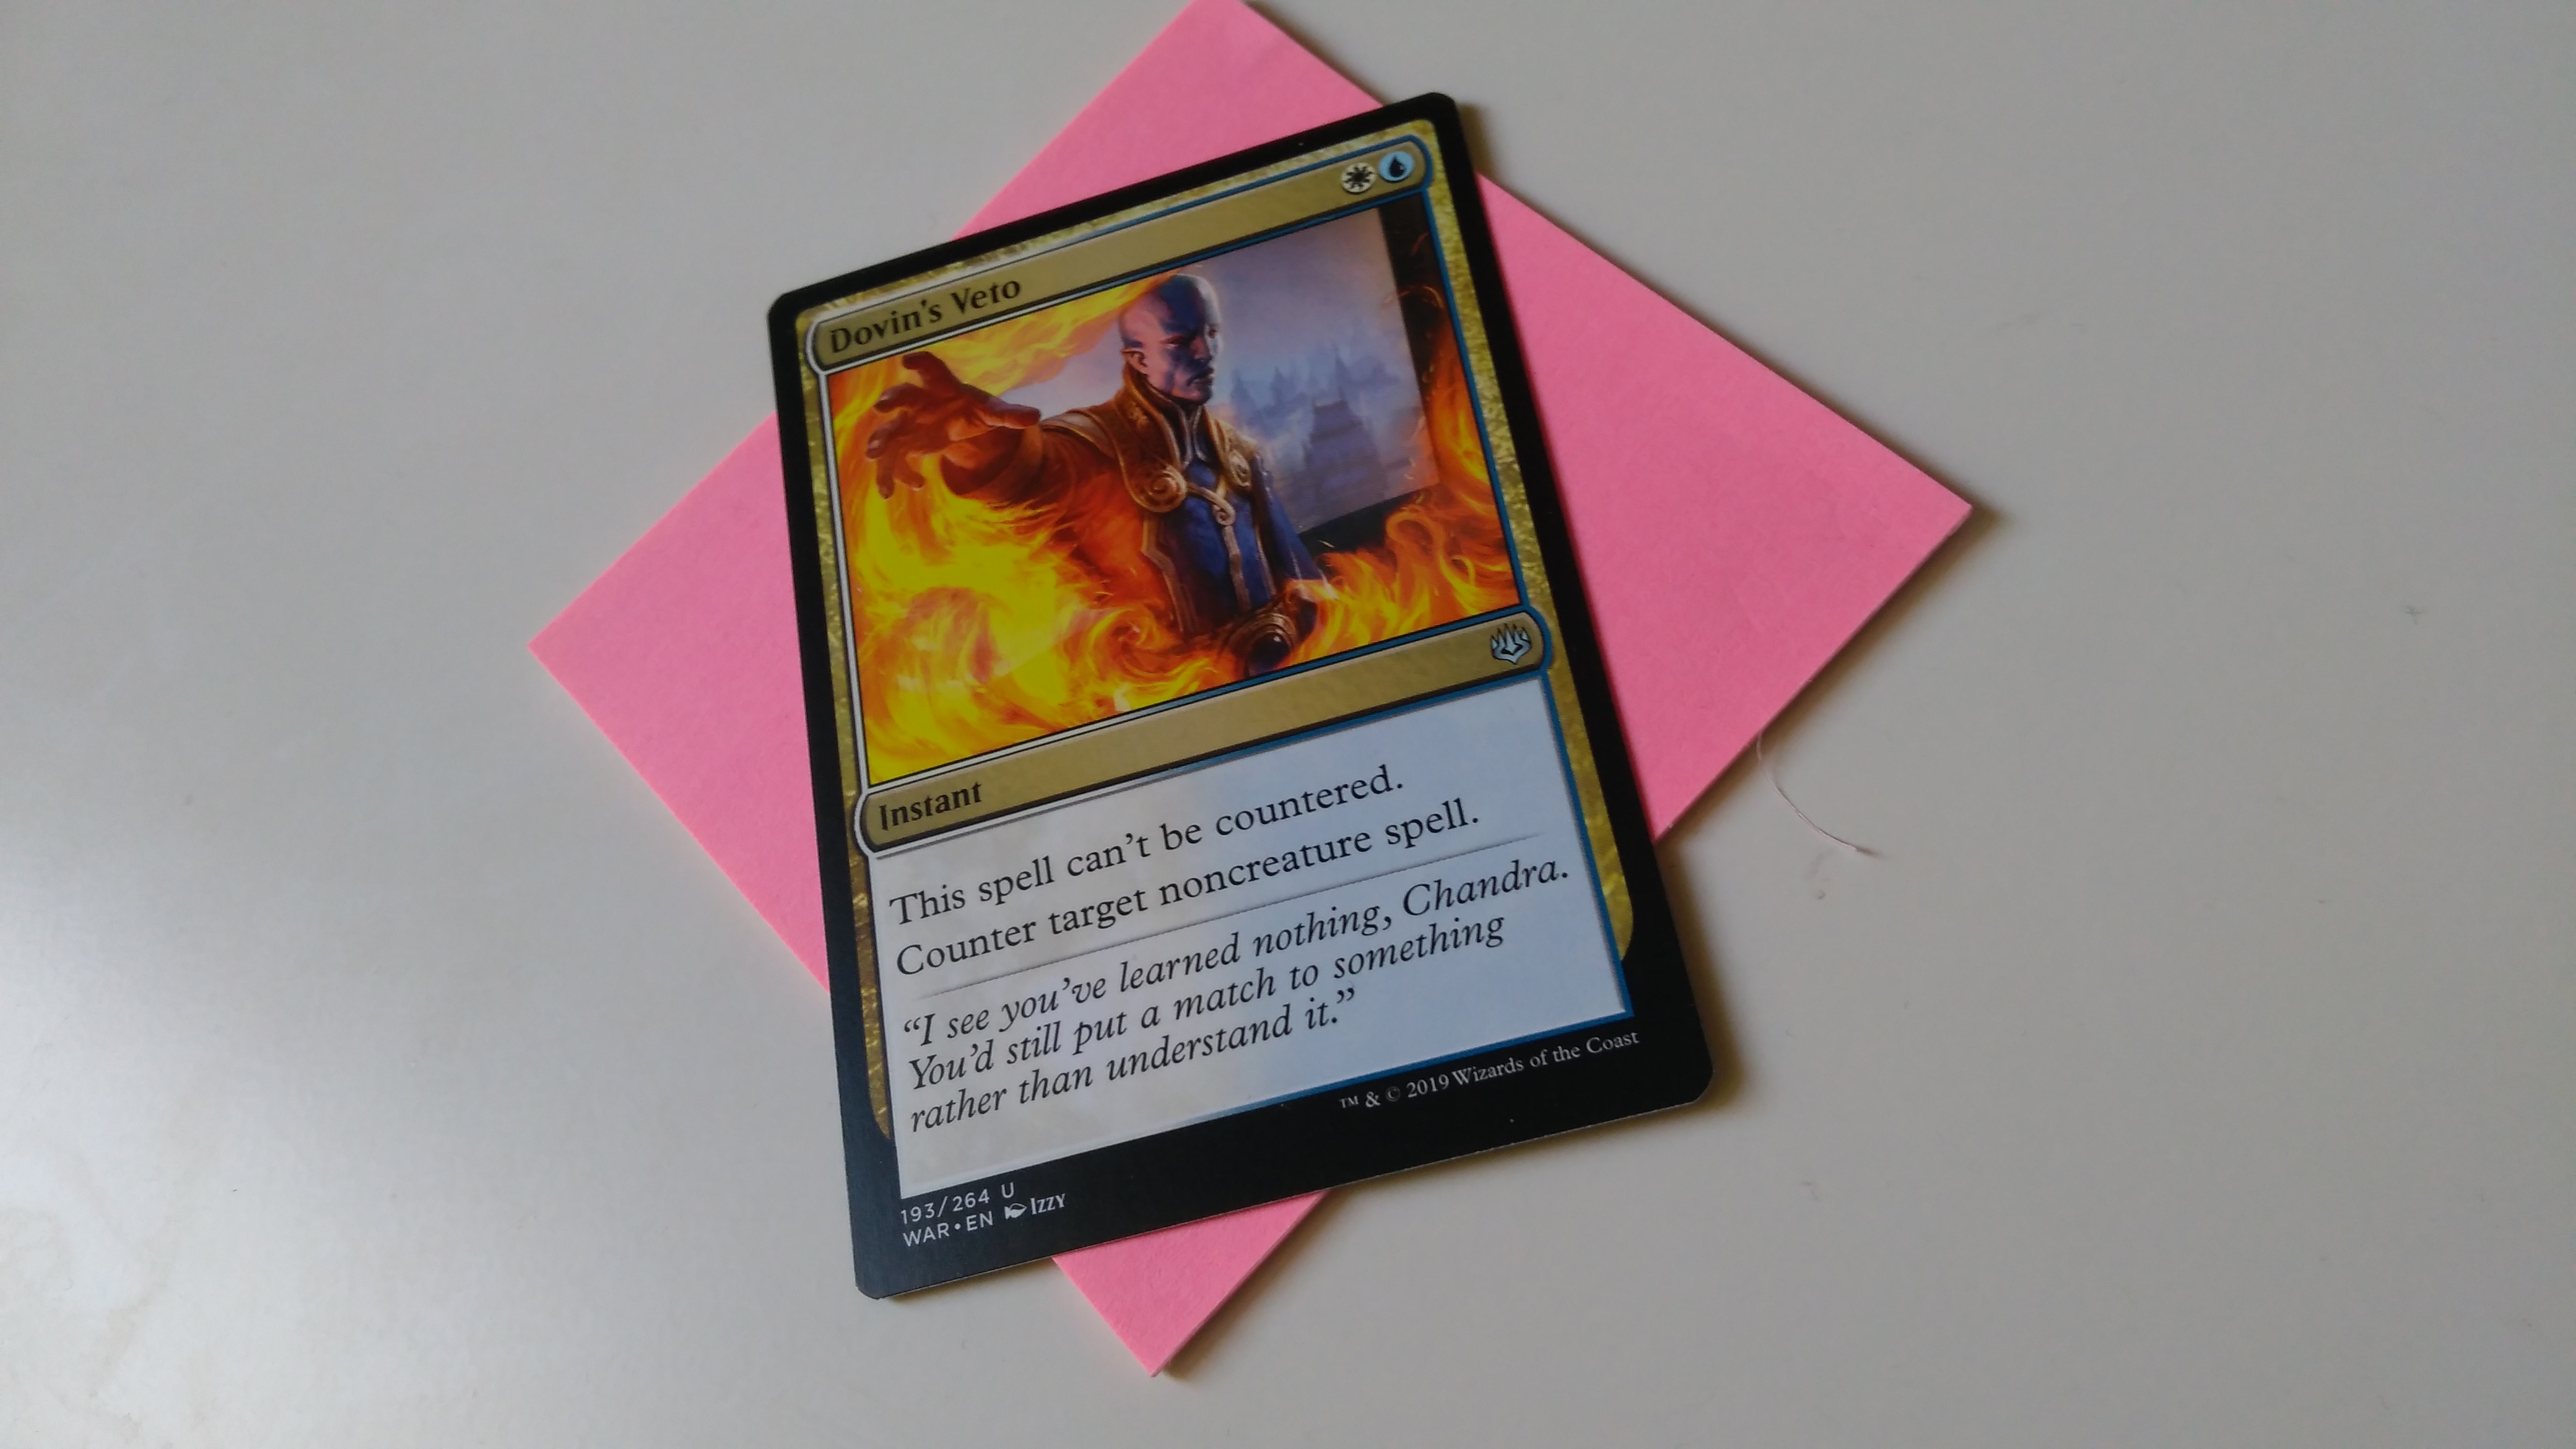 Dovin's Veto
Instant
This spell can't be countered.
Counter target noncreature spell.
“I see you’ve learned nothing, Chandra.
You’d still put a match to something
rather than understand it.”
193/264 U
WAR•EN Izzy
™ & © 2019 Wizards of the Coast